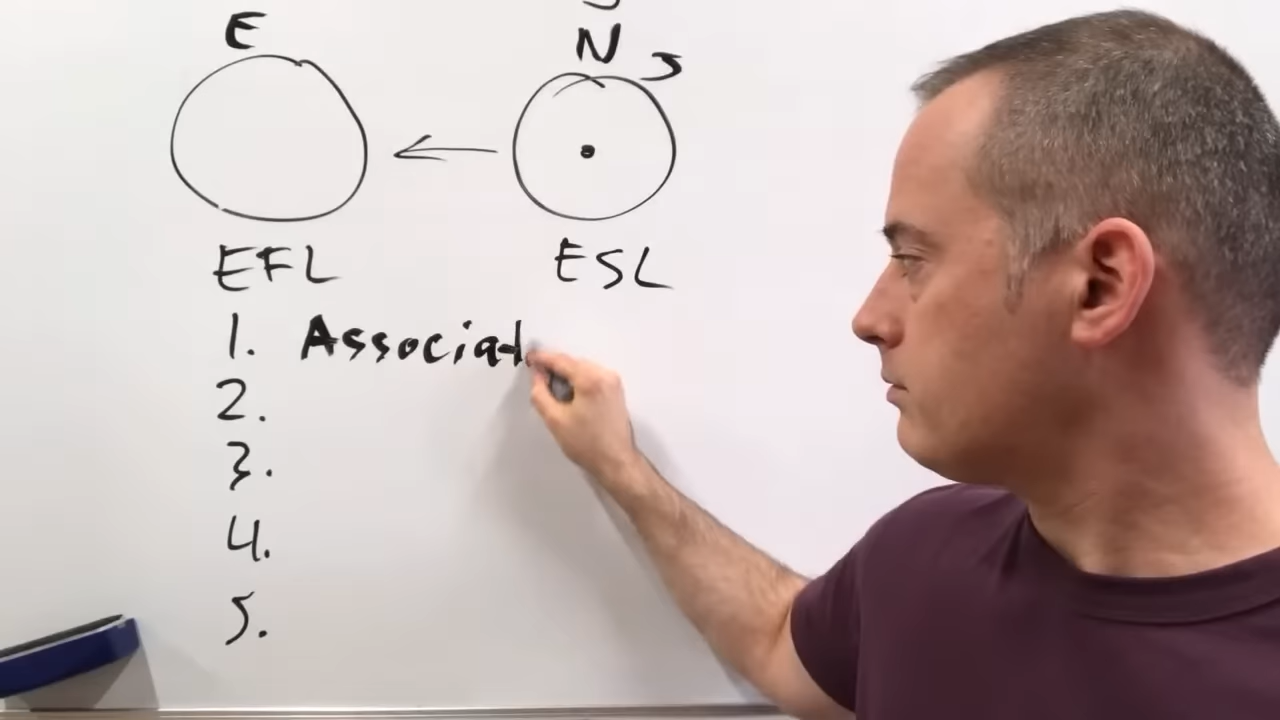 E
N S
EFL
ESL
1. Associat
2.
3.
4.
5.